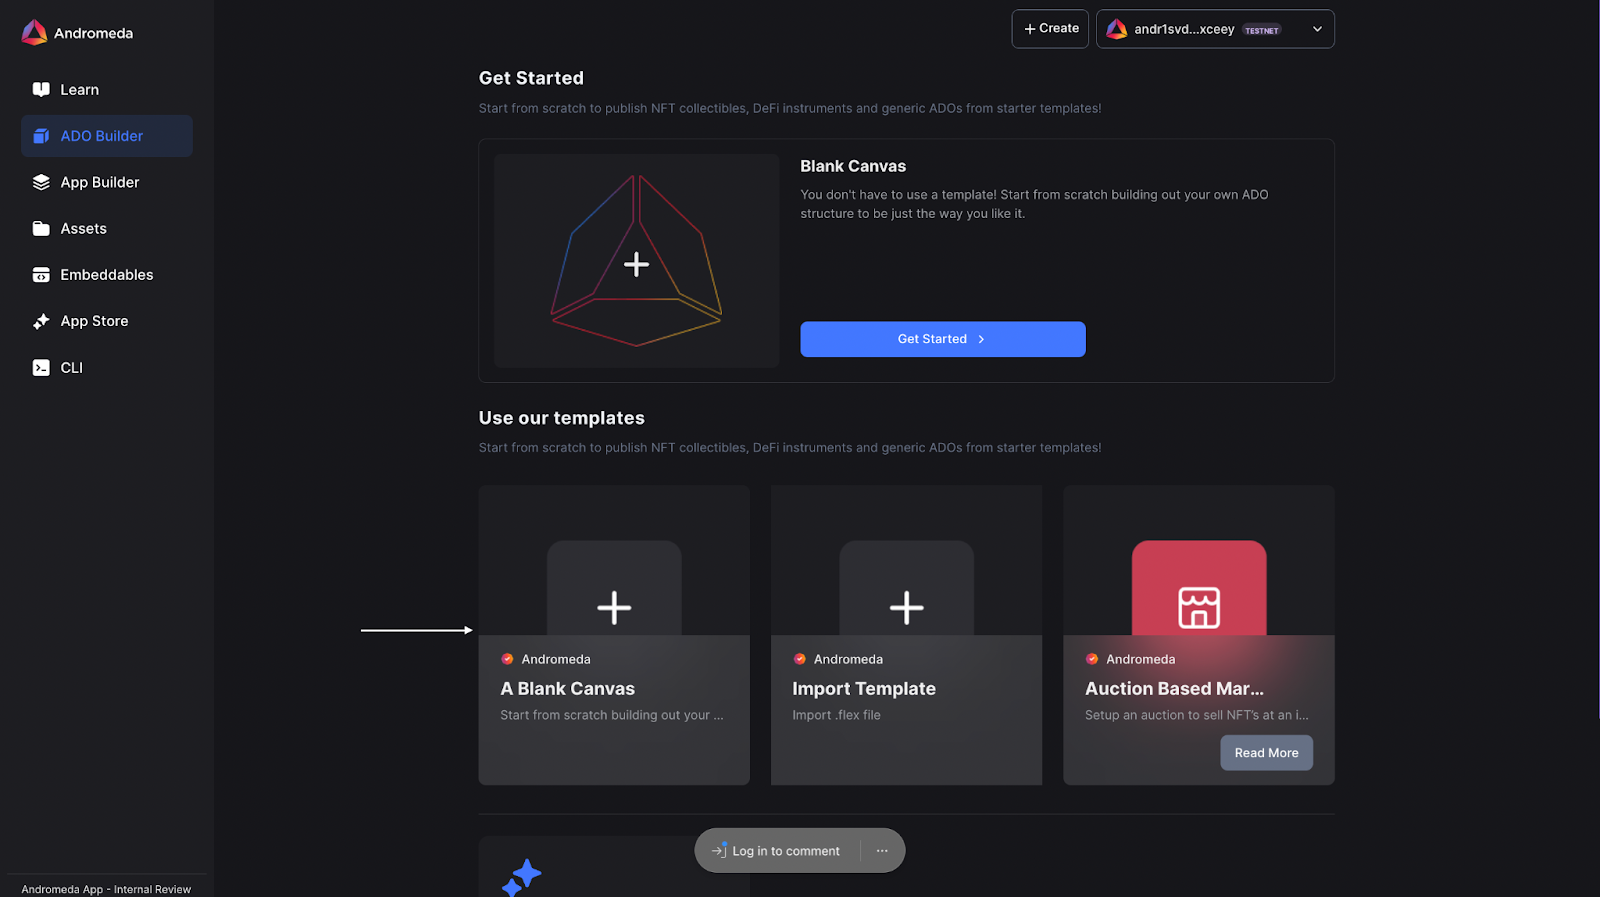 Andromeda
Learn
ADO Builder
App Builder
Assets
Embeddables
App Store
CLI
Andromeda App - Internal Review
+ Create
andr1svd...xceey TESTNET
Get Started
Start from scratch to publish NFT collectibles, DeFi instruments and generic ADOs from starter templates!
Blank Canvas
You don't have to use a template! Start from scratch building out your own ADO
structure to be just the way you like it.
Get Started
Use our templates
Start from scratch to publish NFT collectibles, DeFi instruments and generic ADOs from starter templates!
Andromeda
A Blank Canvas
Start from scratch building out your ...
Andromeda
Import Template
Import .flex file
Andromeda
Auction Based Mar...
Setup an auction to sell NFT's at an i...
Read More
Log in to comment